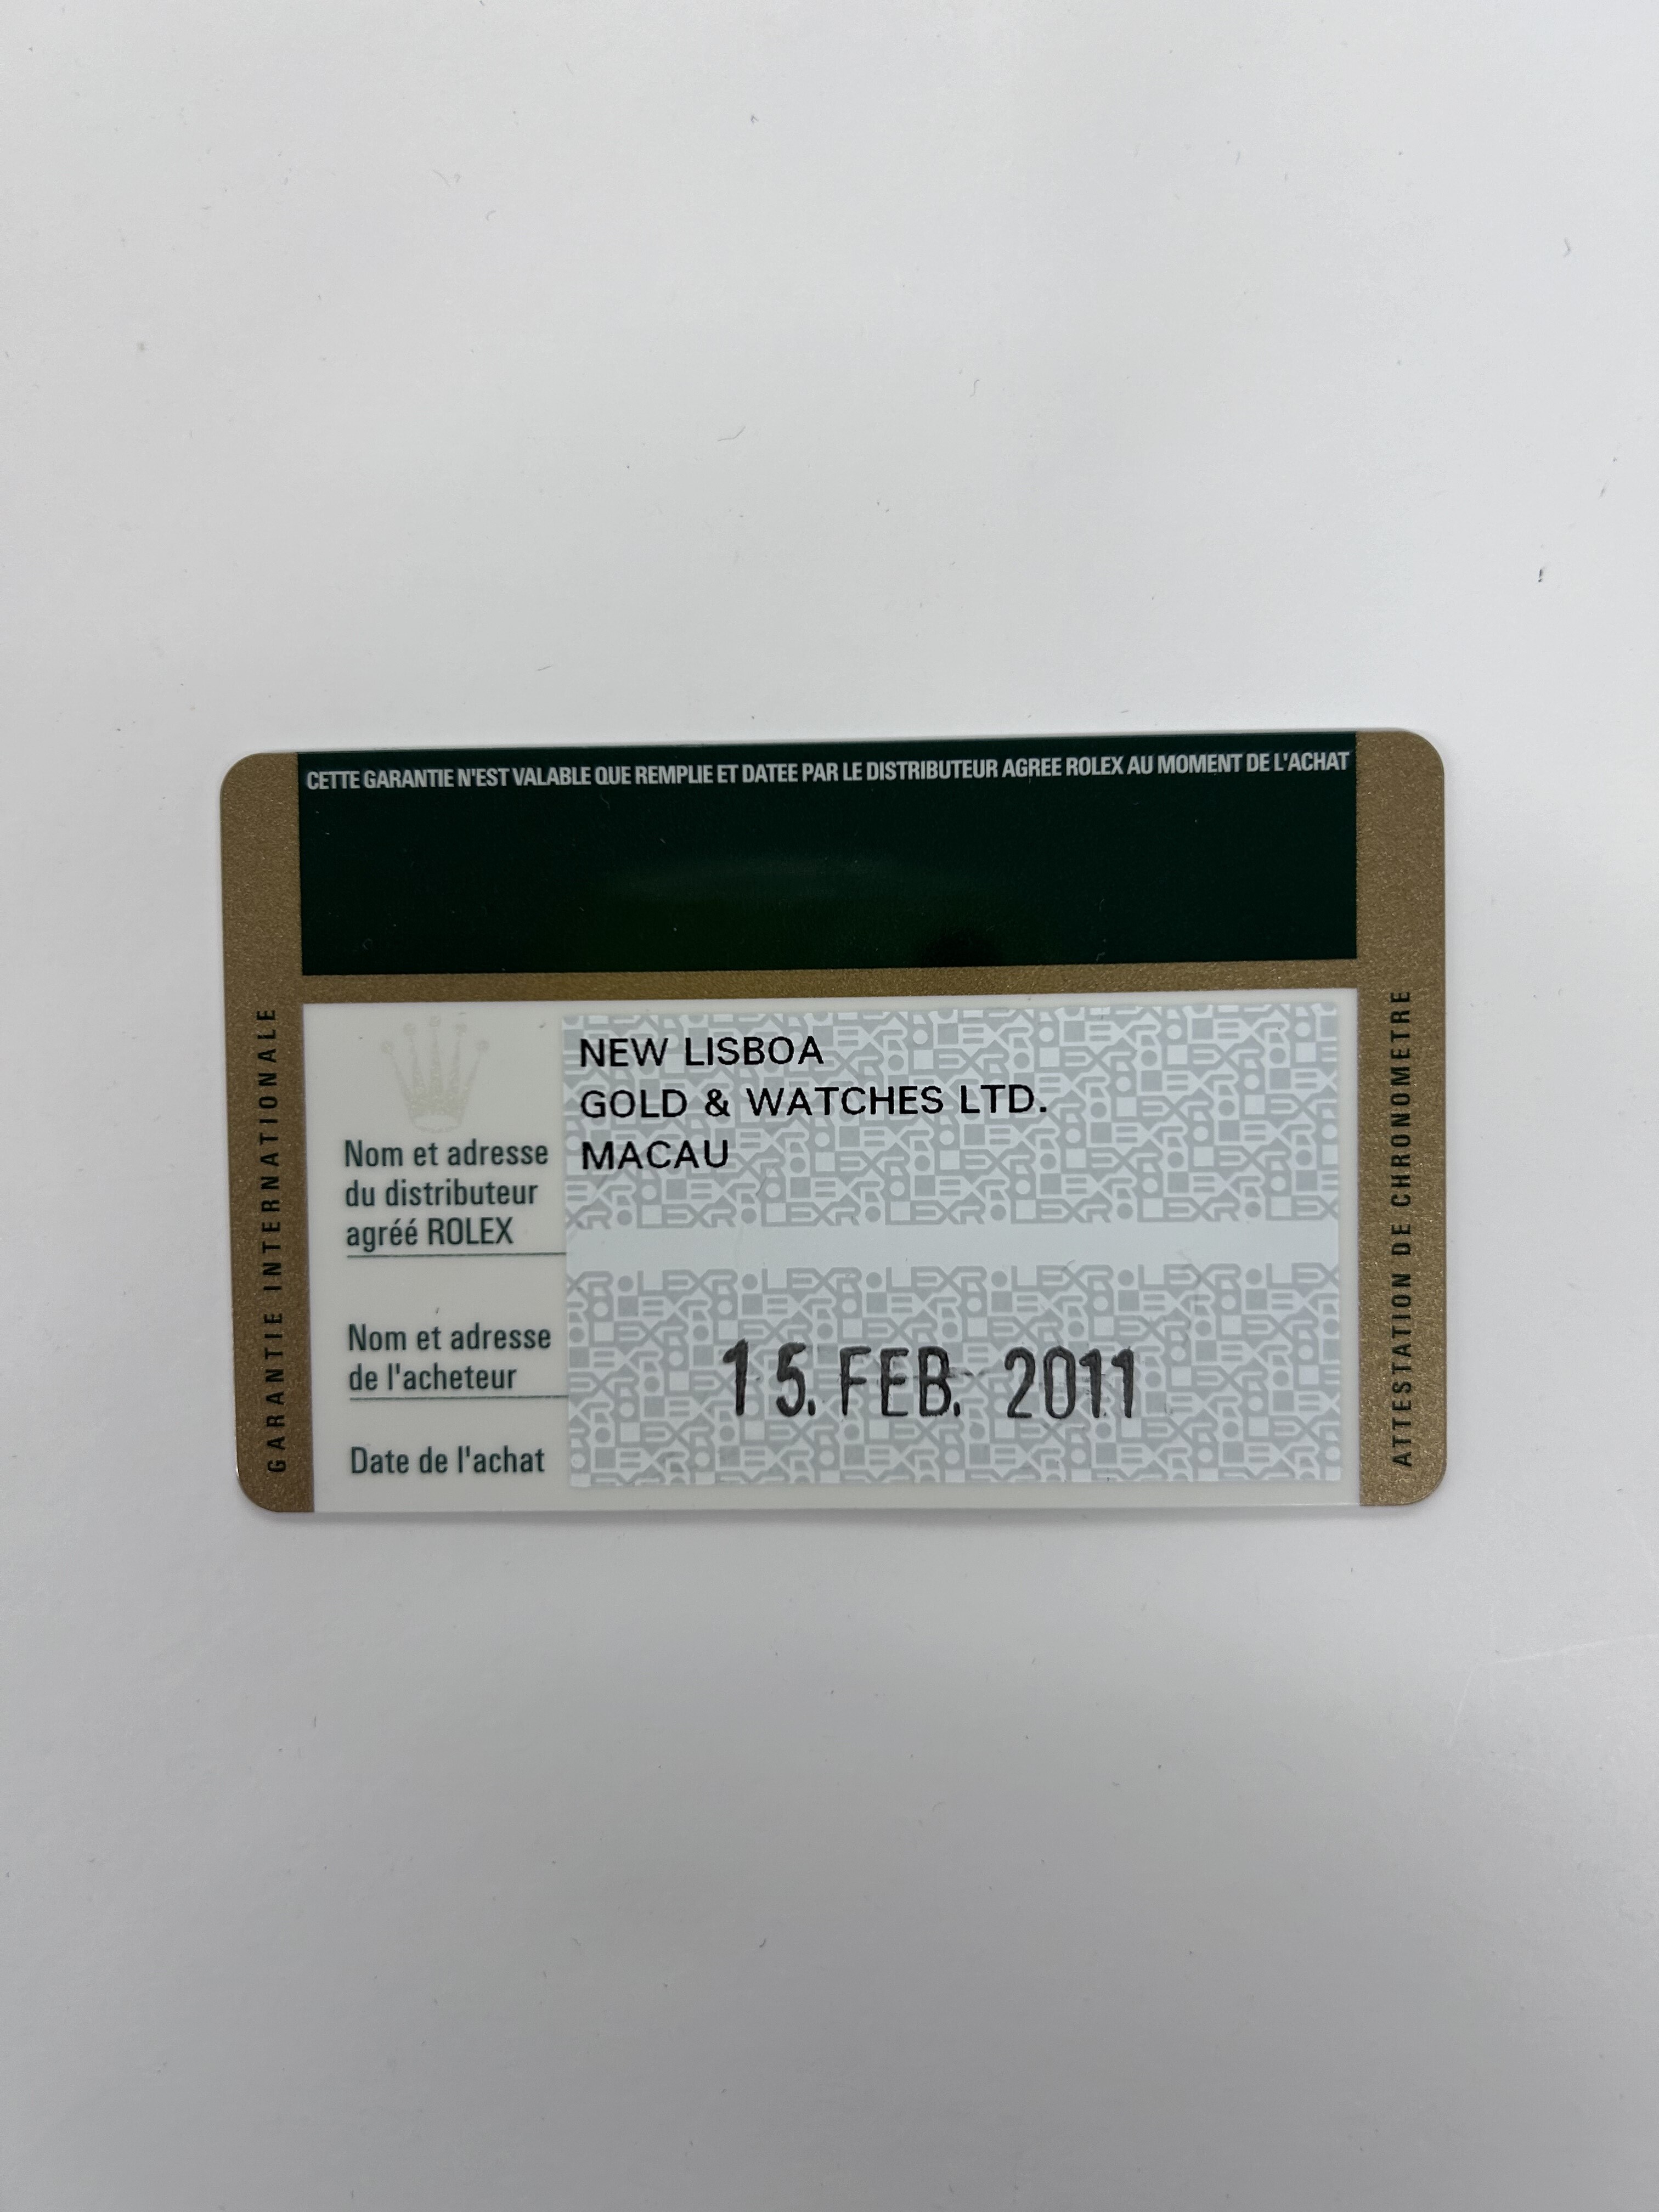 CETTE GARANTIE N'EST VALABLE QUE REMPLIE ET DATEE PAR LE DISTRIBUTEUR AGREE ROLEX AU MOMENT DE L'ACHAT
GARANTIE INTERNATIONALE
NEW LISBOA
GOLD & WATCHES LTD.
MACAU
Nom et adresse
du distributeur
agréé ROLEX
Nom et adresse
de l'acheteur
15. FEB. 2011
Date de l'achat
ATTESTATION DE CHRONOMETRE